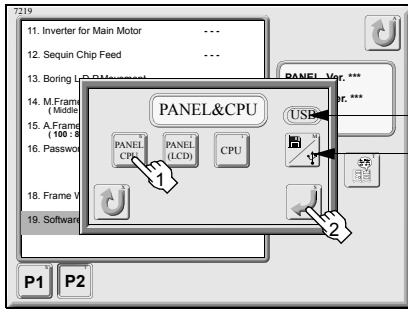 7219
11. Inverter for Main Motor - - -
12. Sequin Chip Feed - - -
13. Boring
PANEL Ver. ***
14. M.Frame
( Middle
er. ***
15. A.Frame
( 100 : 8
16. Passwor
18. Frame
19. Software
PANEL&CPU
USB
PANEL
CPU
PANEL
(LCD)
CPU
1
2
P1
P2